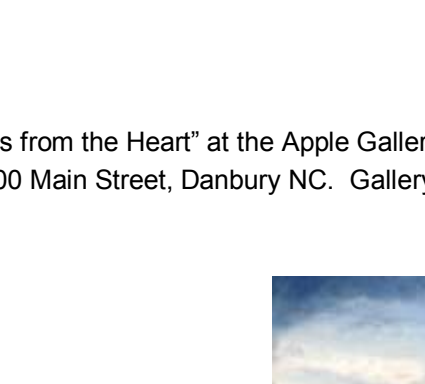 s from the Heart” at the Apple Galler
00 Main Street, Danbury NC.  Gallery